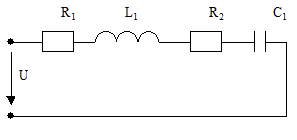 R₁ L₁ R₂ C₁
U